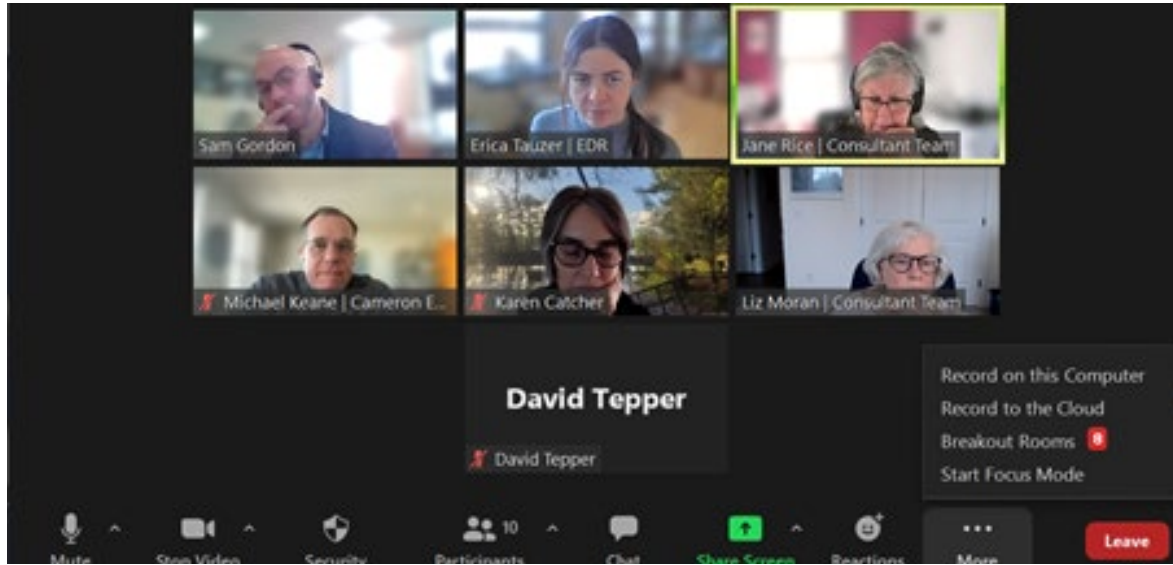 Sam Gordon
Erica Tauzer | EDR
Jane Rice | Consultant Team
Michael Keane | Cameron E...
Karen Catcher
Liz Moran | Consultant Team
David Tepper
David Tepper
Record on this Computer
Record to the Cloud
Breakout Rooms 8
Start Focus Mode
Mute
Stop Video
Security
10
Participants
Chat
Share Screen
Reactions
More
Leave